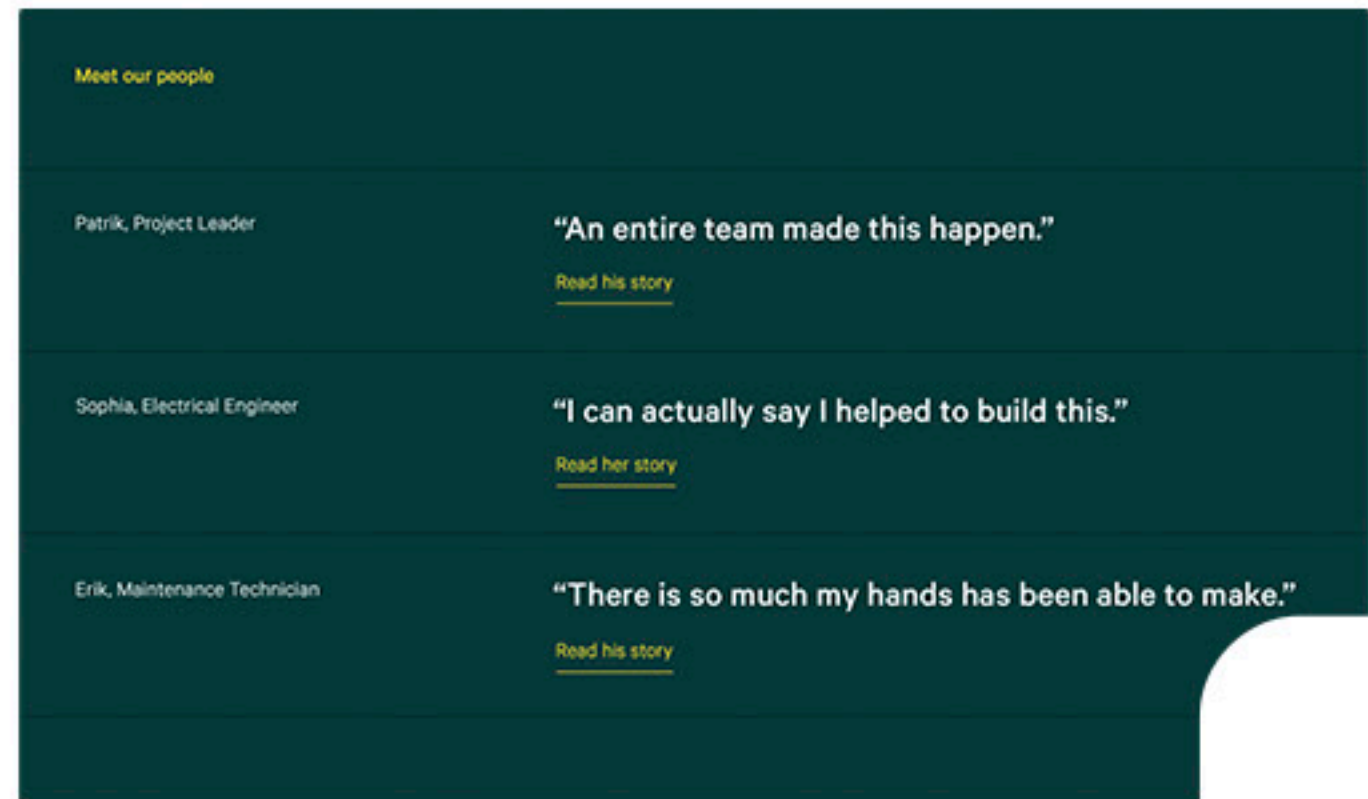 Meet our people
Patrik, Project Leader
“An entire team made this happen.”
Read his story
Sophia, Electrical Engineer
“I can actually say I helped to build this.”
Read her story
Erik, Maintenance Technician
“There is so much my hands has been able to make.”
Read his story